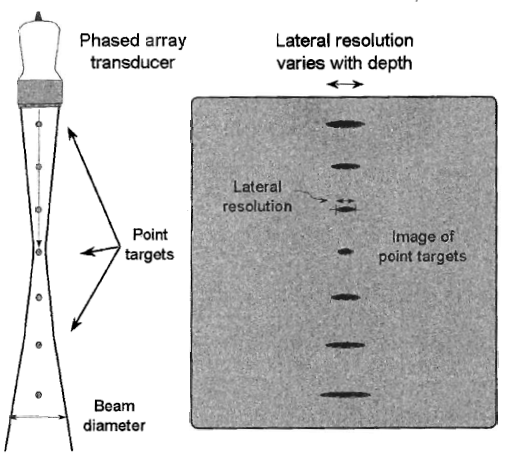 Phased array
transducer
Lateral resolution
varies with depth
Lateral
resolution
Point
targets
Image of
point targets
Beam
diameter